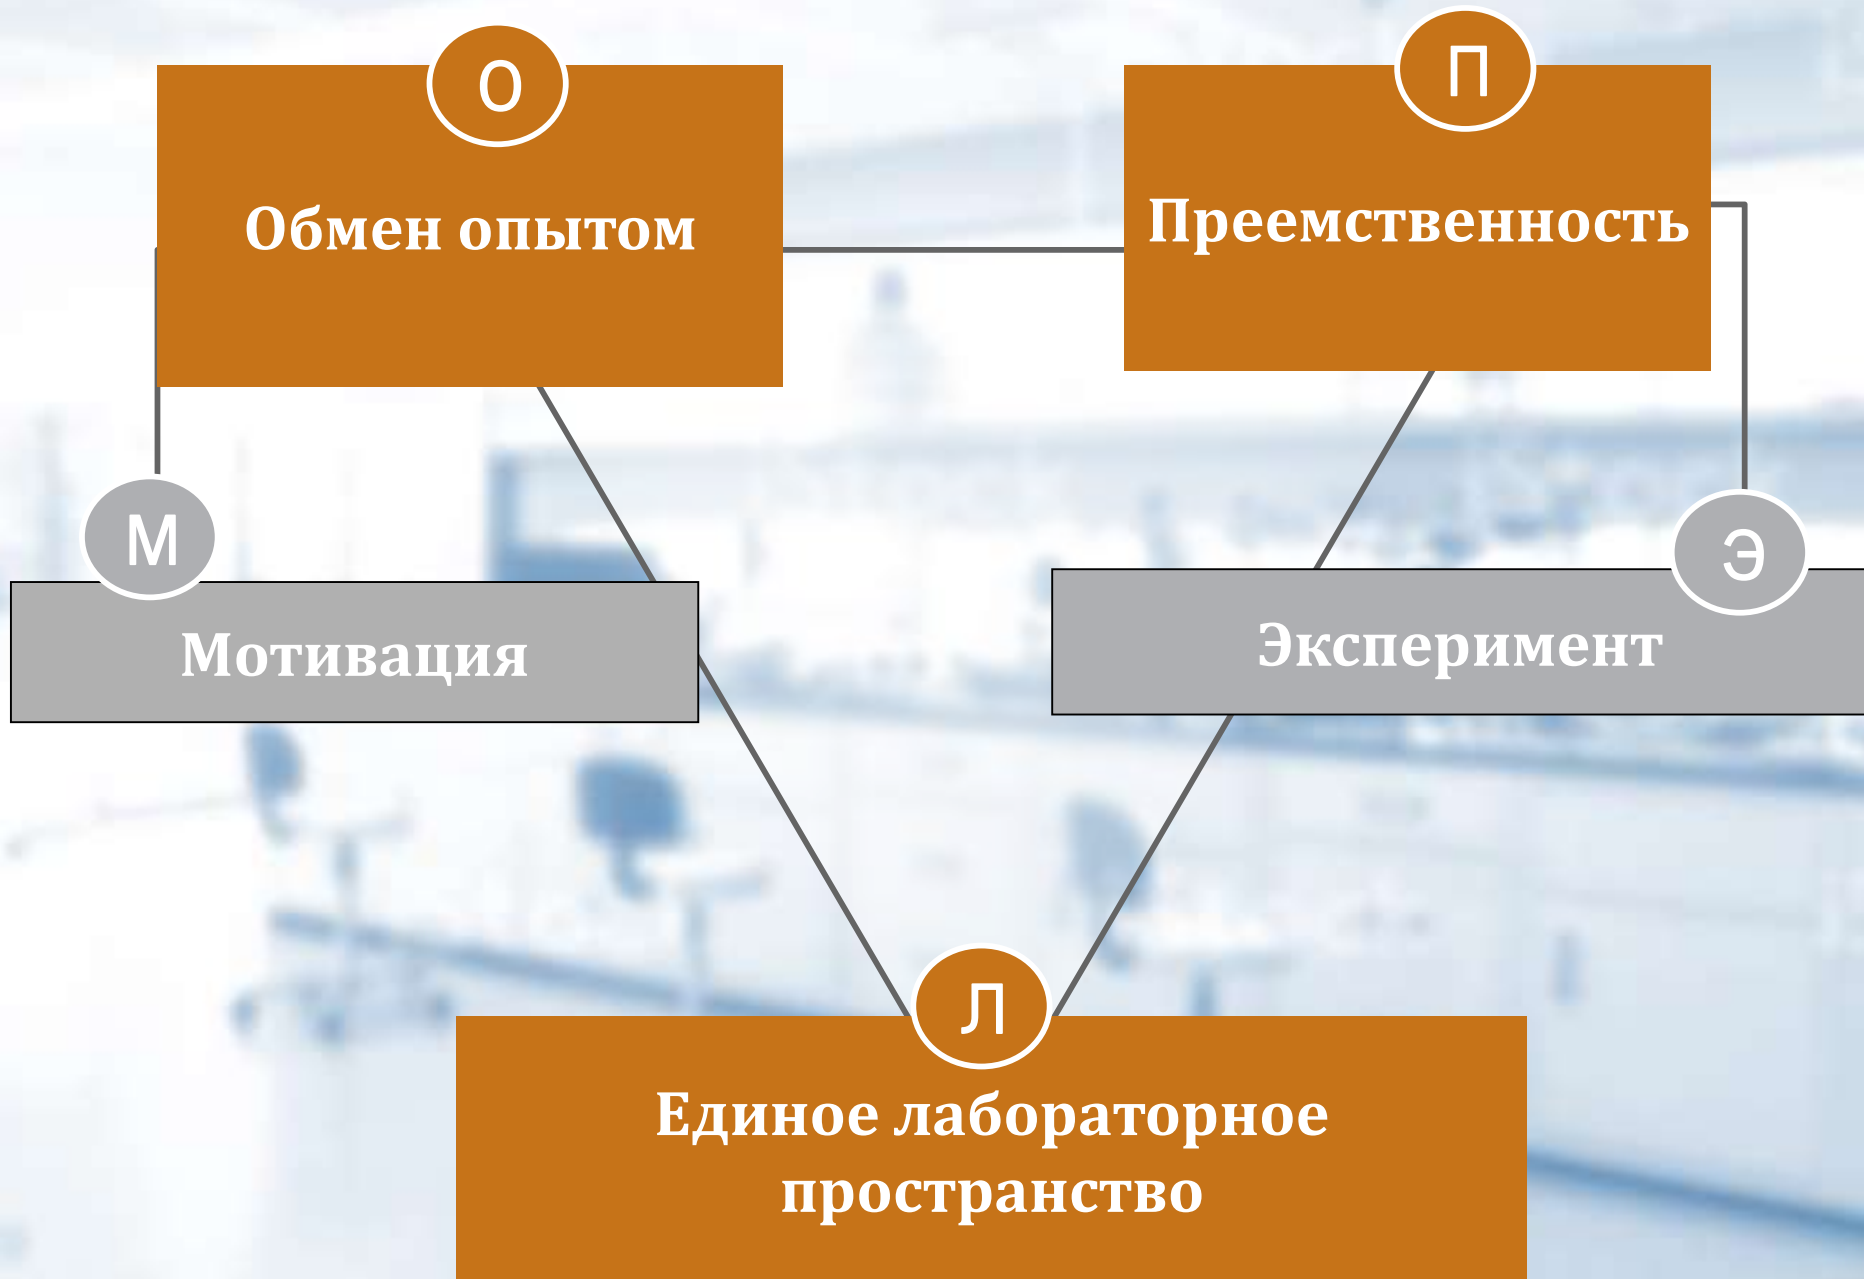 О
П
Обмен опытом
Преемственность
М
Э
Мотивация
Эксперимент
Л
Единое лабораторное
пространство